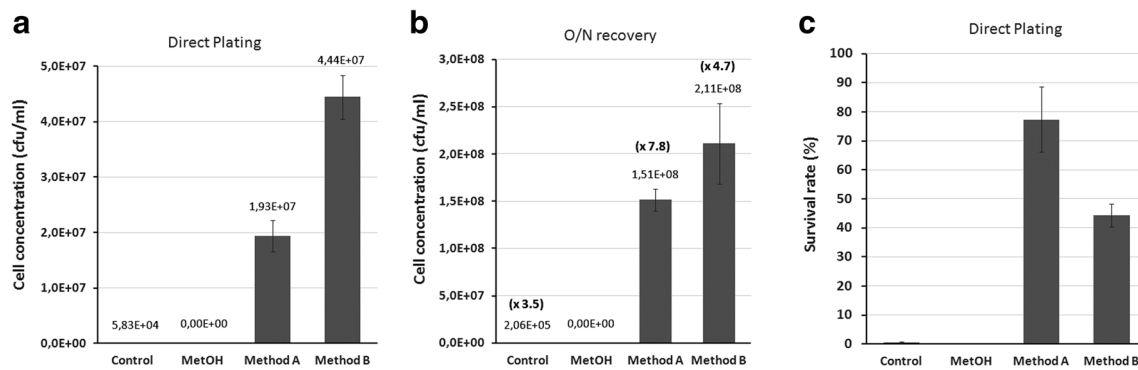 a
Direct Plating
Cell concentration (cfu/ml)
5,0E+07
4,0E+07
3,0E+07
2,0E+07
1,0E+07
0,0E+00
5,83E+04
0,00E+00
1,93E+07
4,44E+07
Control MetOH Method A Method B
b
O/N recovery
Cell concentration (cfu/ml)
3,0E+08
2,5E+08
2,0E+08
1,5E+08
1,0E+08
5,0E+07
0,0E+00
(x 3.5)
2,06E+05
0,00E+00
(x 7.8)
1,51E+08
(x 4.7)
2,11E+08
Control MetOH Method A Method B
c
Direct Plating
Survival rate (%)
100
90
80
70
60
50
40
30
20
10
0
Control MetOH Method A Method B